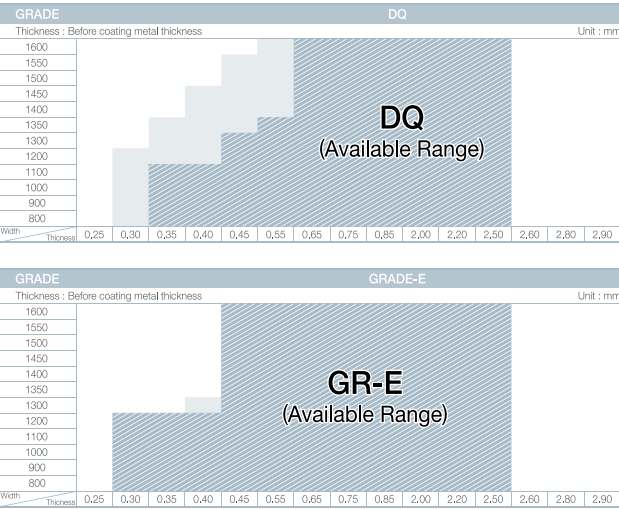 GRADE DQ
Thickness : Before coating metal thickness Unit : mm
1600
1550
1500
1450
1400
1350
1300
1200
1100
1000
900
800
DQ
(Available Range)
Width Thicness 0.25 0.30 0.35 0.40 0.45 0.55 0.65 0.75 0.85 2.00 2.20 2.50 2.60 2.80 2.90
GRADE GRADE-E
Thickness : Before coating metal thickness Unit : mm
1600
1550
1500
1450
1400
1350
1300
1200
1100
1000
900
800
GR-E
(Available Range)
Width Thicness 0.25 0.30 0.35 0.40 0.45 0.55 0.65 0.75 0.85 2.00 2.20 2.50 2.60 2.80 2.90